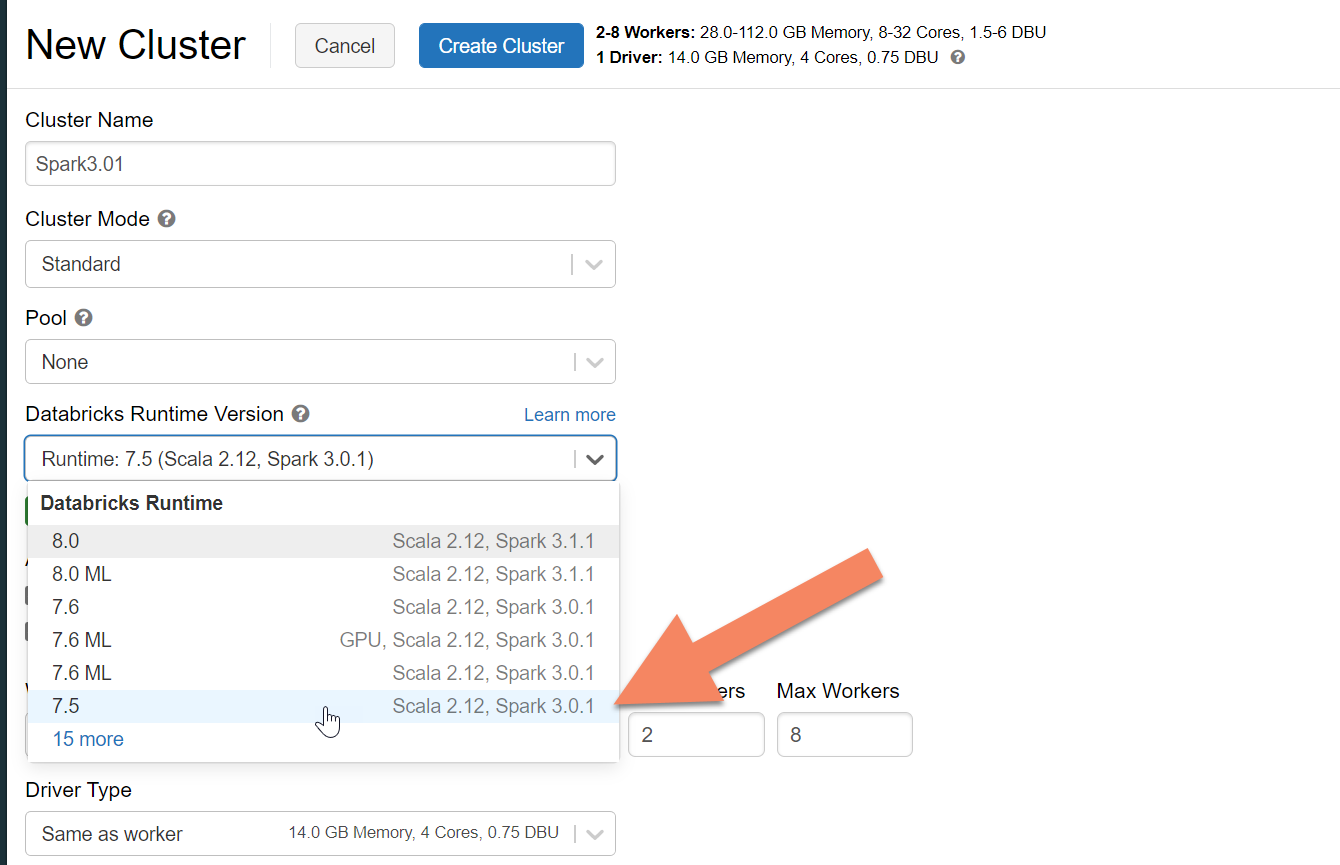 New Cluster
Cancel
Create Cluster
2-8 Workers: 28.0-112.0 GB Memory, 8-32 Cores, 1.5-6 DBU
1 Driver: 14.0 GB Memory, 4 Cores, 0.75 DBU ?
Cluster Name
Spark3.01
Cluster Mode ?
Standard
Pool ?
None
Databricks Runtime Version ? Learn more
Runtime: 7.5 (Scala 2.12, Spark 3.0.1)
Databricks Runtime
8.0 Scala 2.12, Spark 3.1.1
8.0 ML Scala 2.12, Spark 3.1.1
7.6 Scala 2.12, Spark 3.0.1
7.6 ML GPU, Scala 2.12, Spark 3.0.1
7.6 ML Scala 2.12, Spark 3.0.1
7.5 Scala 2.12, Spark 3.0.1
15 more
Max Workers
2 8
Driver Type
Same as worker 14.0 GB Memory, 4 Cores, 0.75 DBU